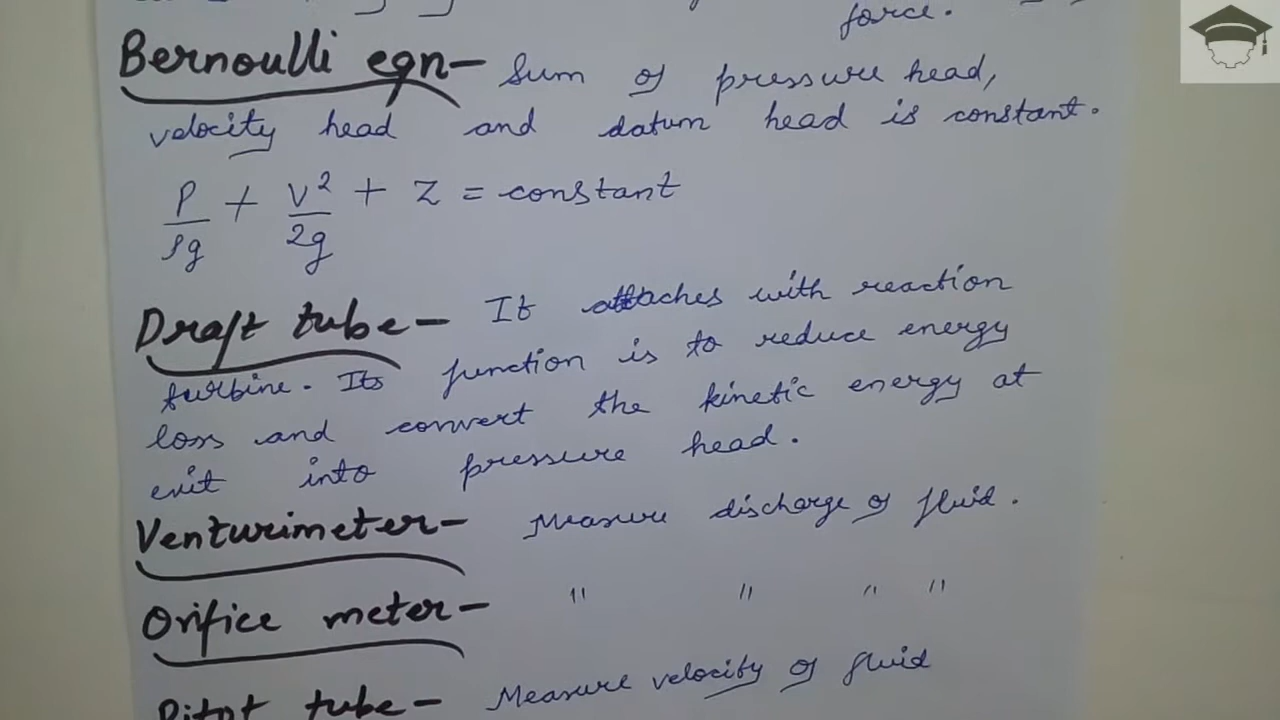 force.
Bernoulli eqn- Sum of pressure head,
velocity head and datum head is constant.
P/ρg + V²/2g + Z = constant
Draft tube- It attaches with reaction
turbine. Its function is to reduce energy
loss and convert the kinetic energy at
exit into pressure head.
Venturimeter- Measure discharge of fluid.
Orifice meter- " " " "
Pitot tube- Measure velocity of fluid